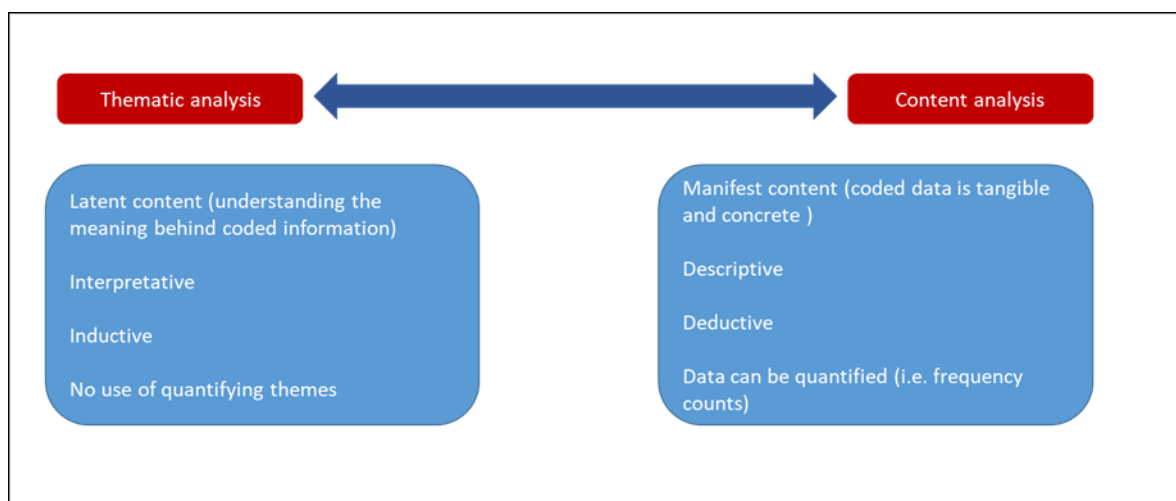 Thematic analysis
Content analysis
Latent content (understanding the
meaning behind coded information)
Interpretative
Inductive
No use of quantifying themes
Manifest content (coded data is tangible
and concrete )
Descriptive
Deductive
Data can be quantified (i.e. frequency
counts)